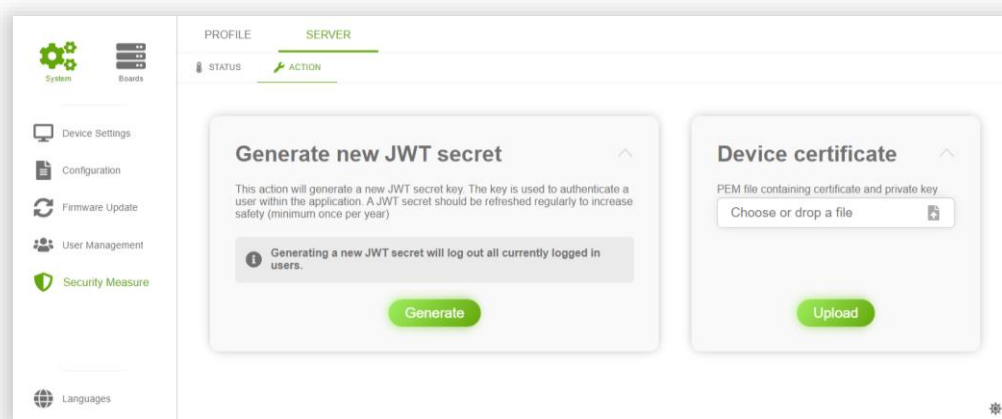 PROFILE
SERVER
STATUS
ACTION
System
Boards
Device Settings
Configuration
Firmware Update
User Management
Security Measure
Languages
Generate new JWT secret
This action will generate a new JWT secret key. The key is used to authenticate a
user within the application. A JWT secret should be refreshed regularly to increase
safety (minimum once per year)
Generating a new JWT secret will log out all currently logged in
users.
Generate
Device certificate
PEM file containing certificate and private key
Choose or drop a file
Upload